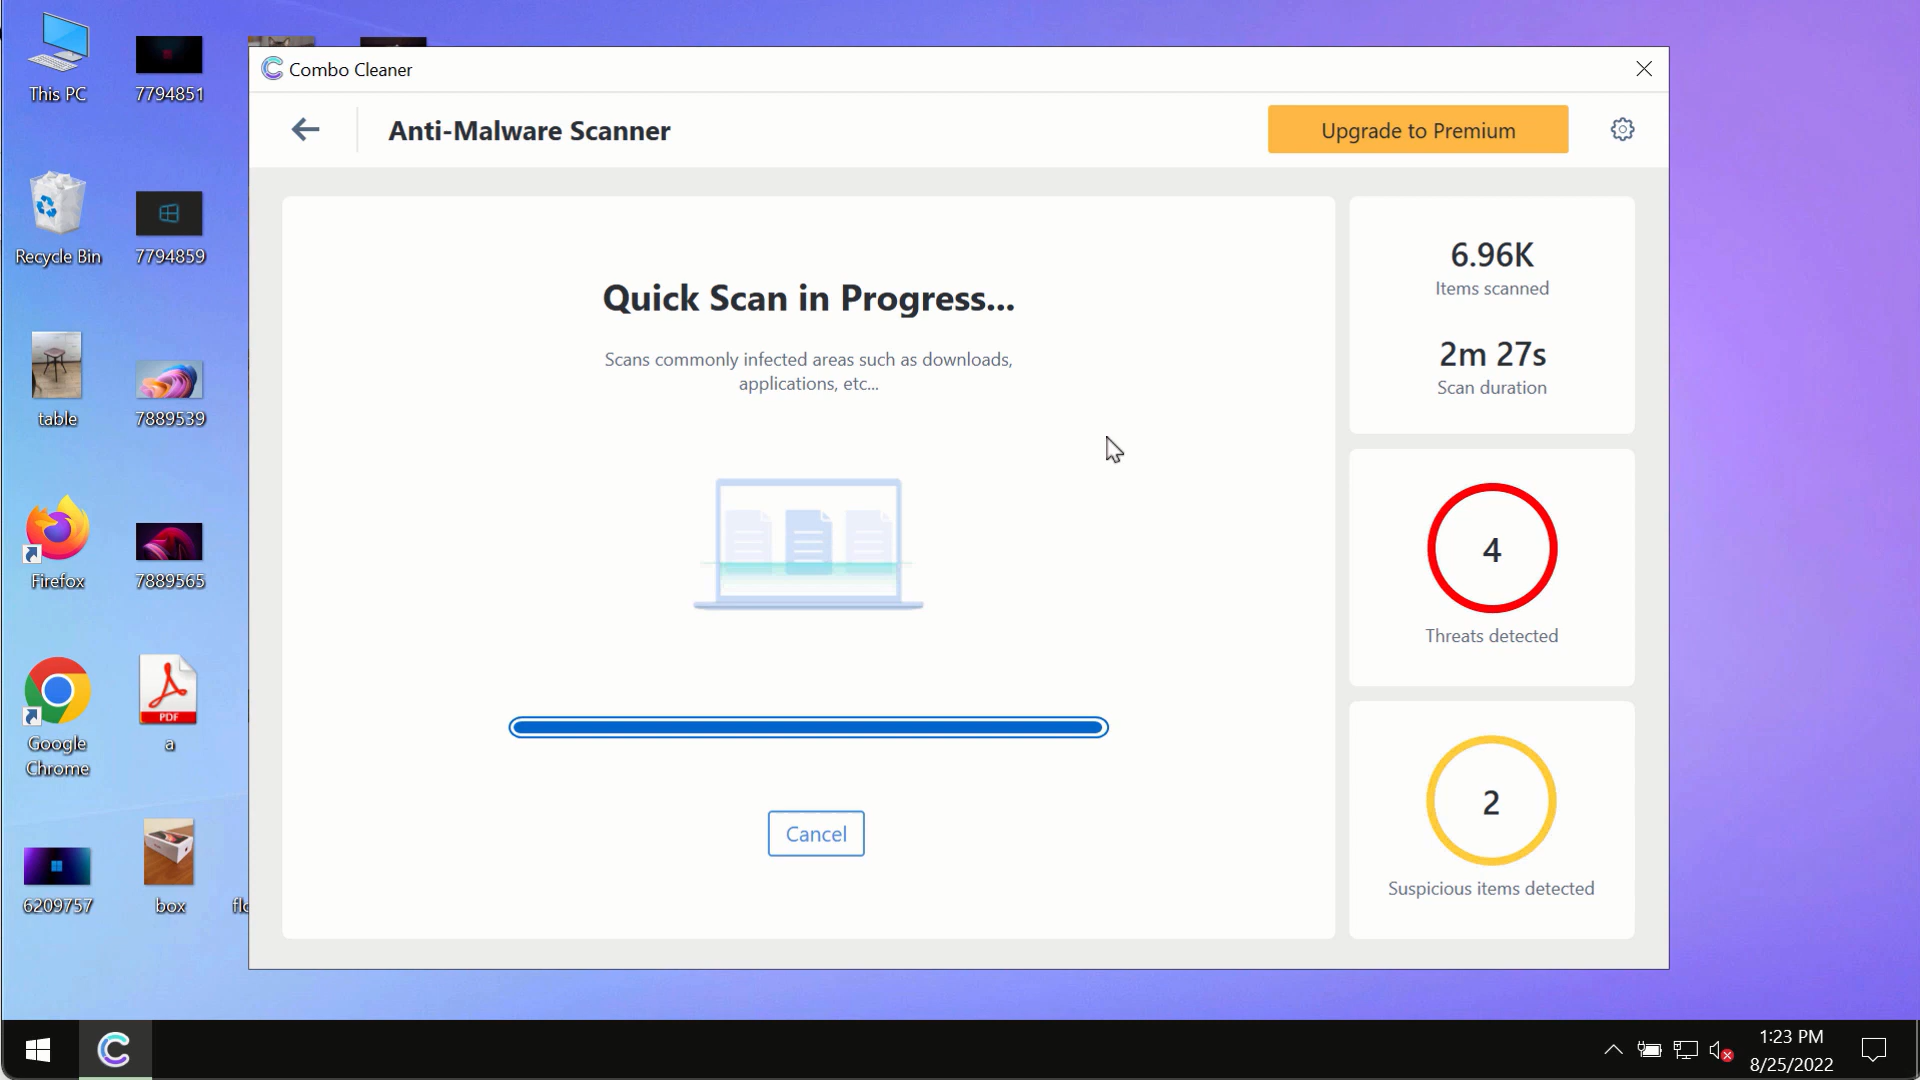 This PC
7794851
Recycle Bin
7794859
table
7889539
Firefox
7889565
Google
Chrome
PDF
a
6209757
box
Combo Cleaner
Anti-Malware Scanner
Upgrade to Premium
Quick Scan in Progress...
Scans commonly infected areas such as downloads,
applications, etc...
Cancel
6.96K
Items scanned
2m 27s
Scan duration
4
Threats detected
2
Suspicious items detected
1:23 PM
8/25/2022